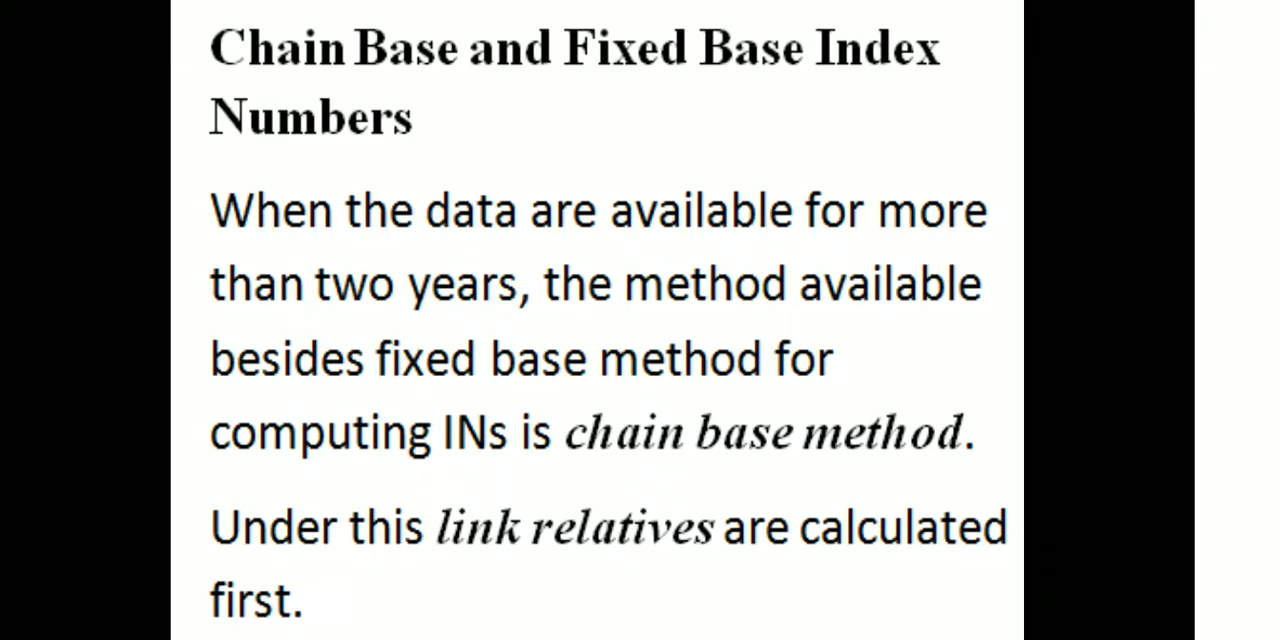 Chain Base and Fixed Base Index
Numbers
When the data are available for more
than two years, the method available
besides fixed base method for
computing INs is chain base method.
Under this link relatives are calculated
first.